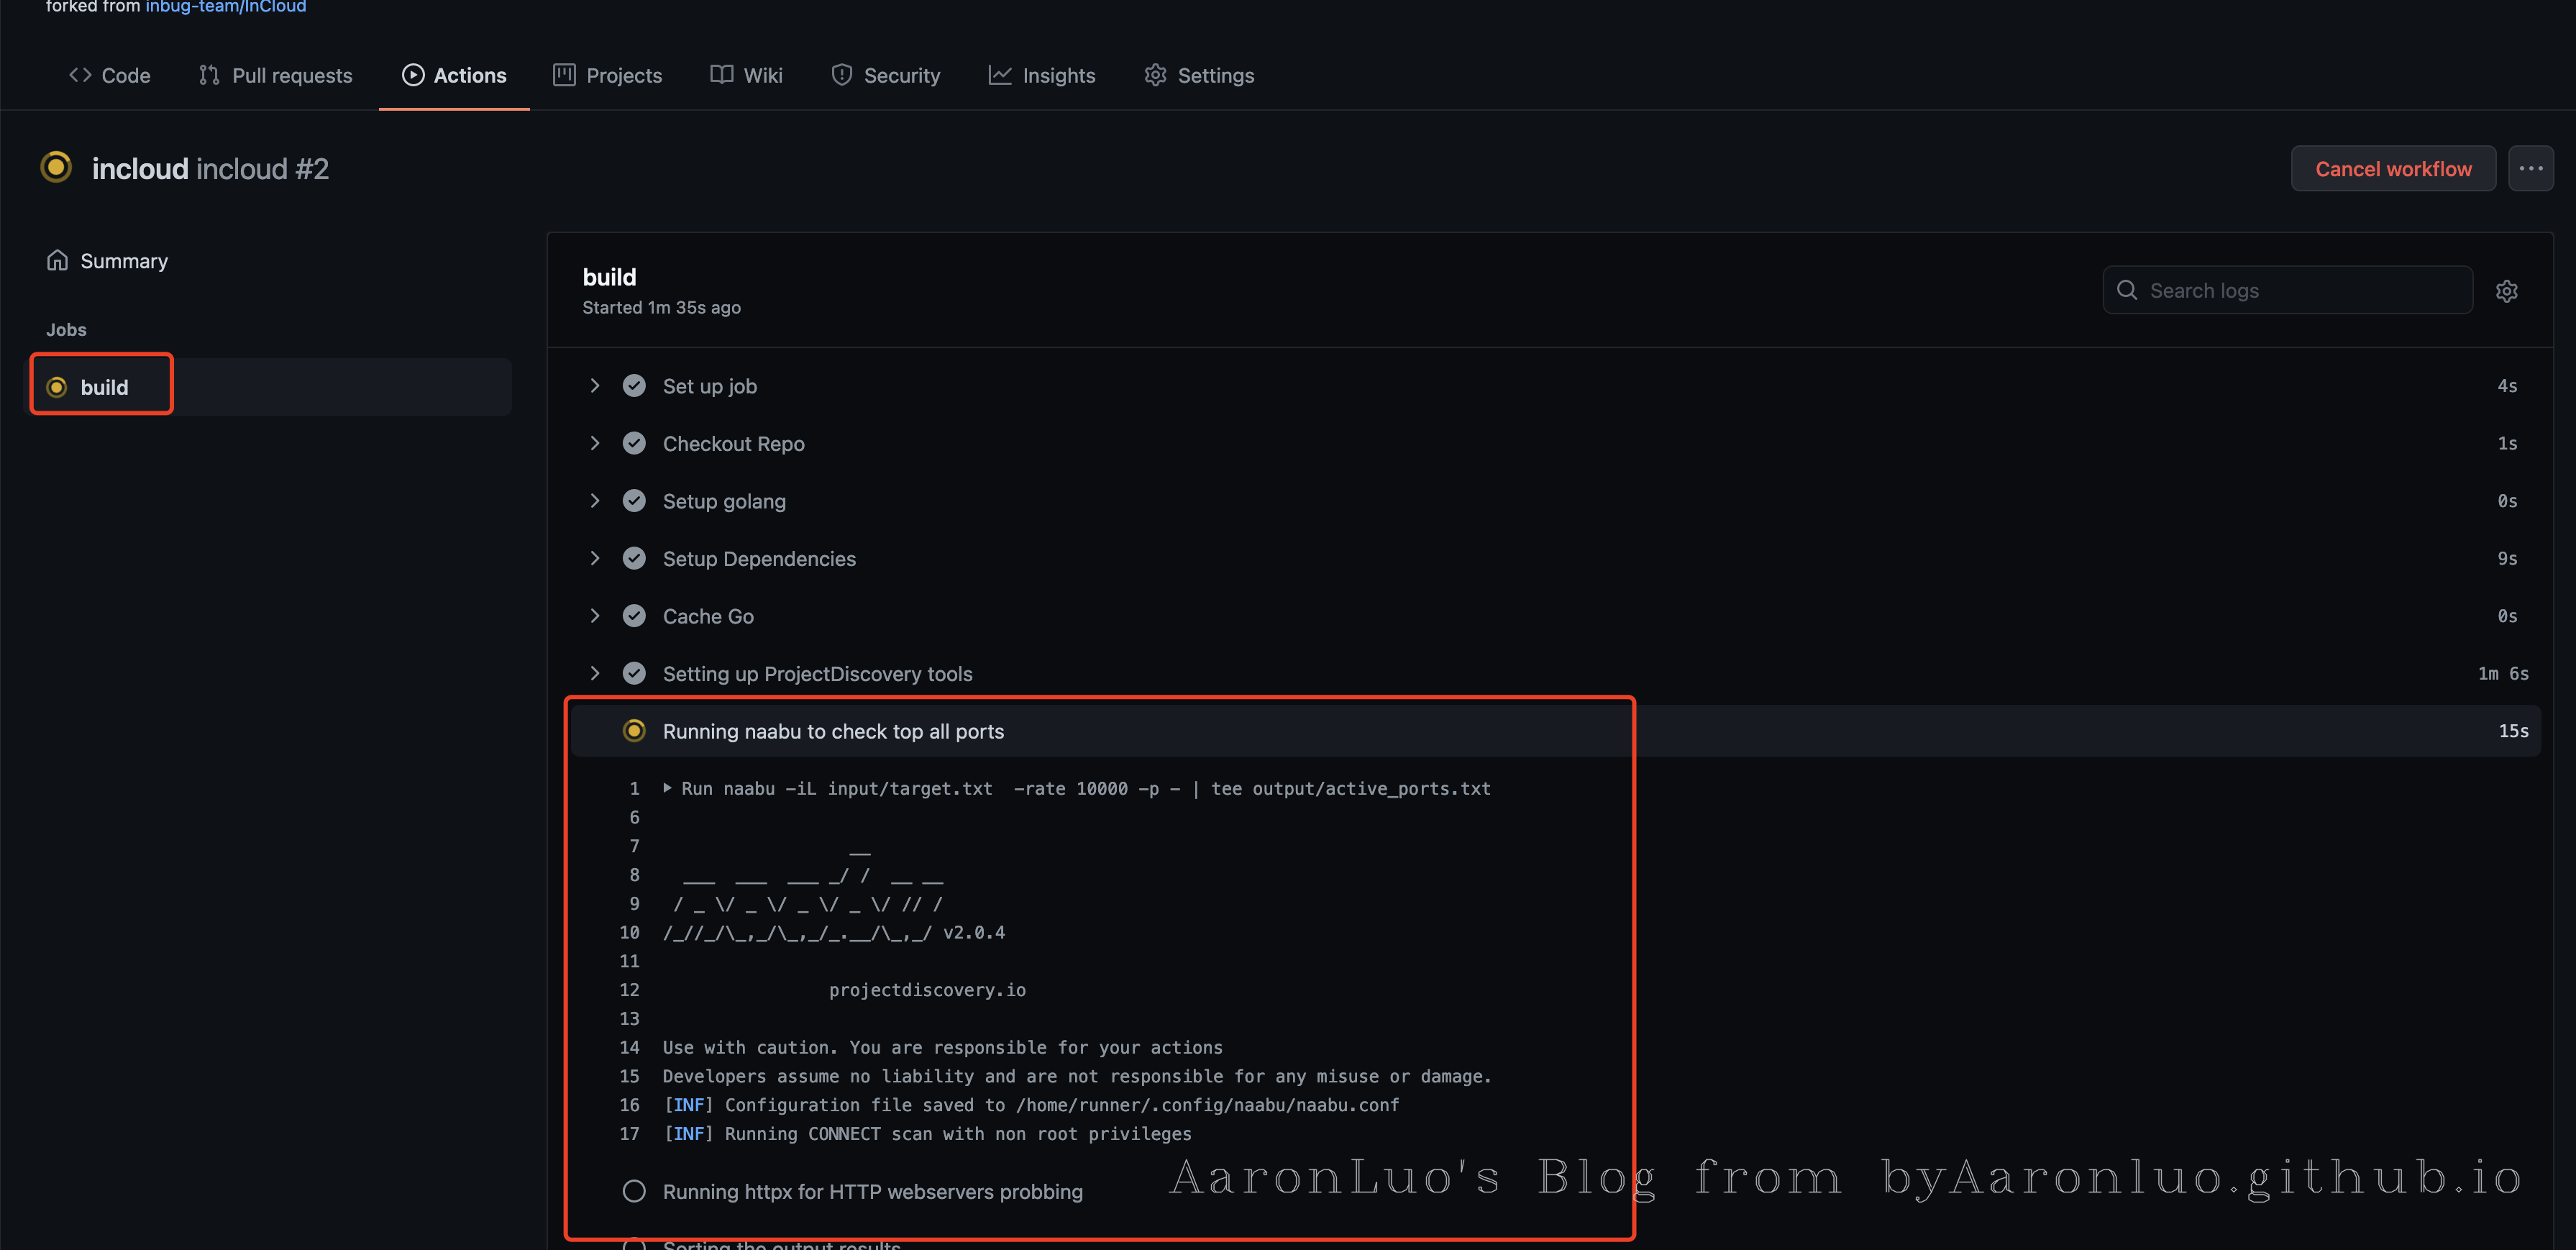 forked from inbug-team/InCloud
Code Pull requests Actions Projects Wiki Security Insights Settings
incloud incloud #2
Cancel workflow
Summary
Jobs
build
build
Started 1m 35s ago
Search logs
Set up job 4s
Checkout Repo 1s
Setup golang 0s
Setup Dependencies 9s
Cache Go 0s
Setting up ProjectDiscovery tools 1m 6s
Running naabu to check top all ports 15s
1 Run naabu -iL input/target.txt  -rate 10000 -p - | tee output/active_ports.txt
6
7                   __
8   ___  ___  ___ _/ /  __ __
9  / _ \/ _ \/ _ \/ _ \/ // /
10 /_//_/\_,_/\_,_/_.__/\_,_/ v2.0.4
11
12 projectdiscovery.io
13
14 Use with caution. You are responsible for your actions
15 Developers assume no liability and are not responsible for any misuse or damage.
16 [INF] Configuration file saved to /home/runner/.config/naabu/naabu.conf
17 [INF] Running CONNECT scan with non root privileges
Running httpx for HTTP webservers probbing
AaronLuo's Blog from byAaronluo.github.io
Sorting the output results